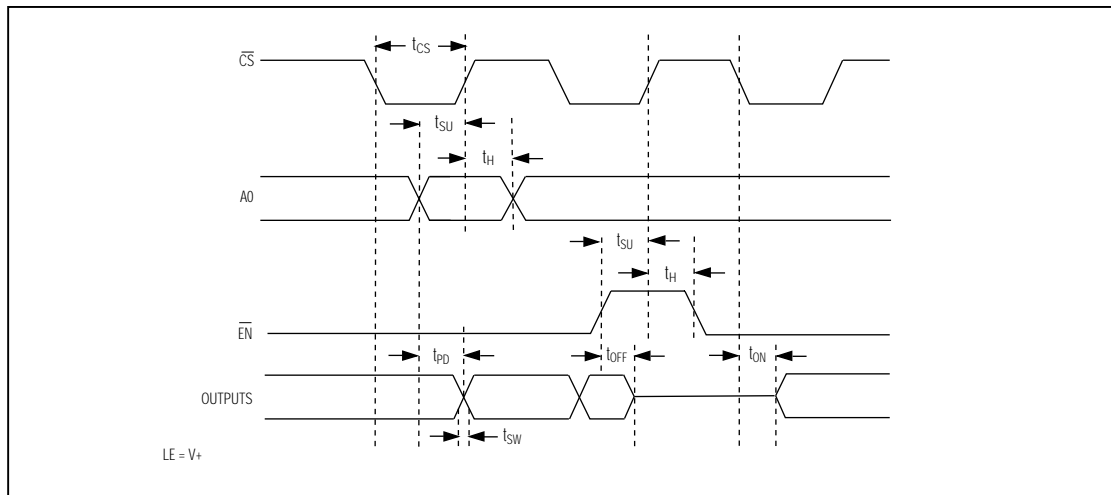 tCS
CS
tSU
tH
A0
tSU
tH
EN
tPD
tOFF
tON
OUTPUTS
tSW
LE = V+